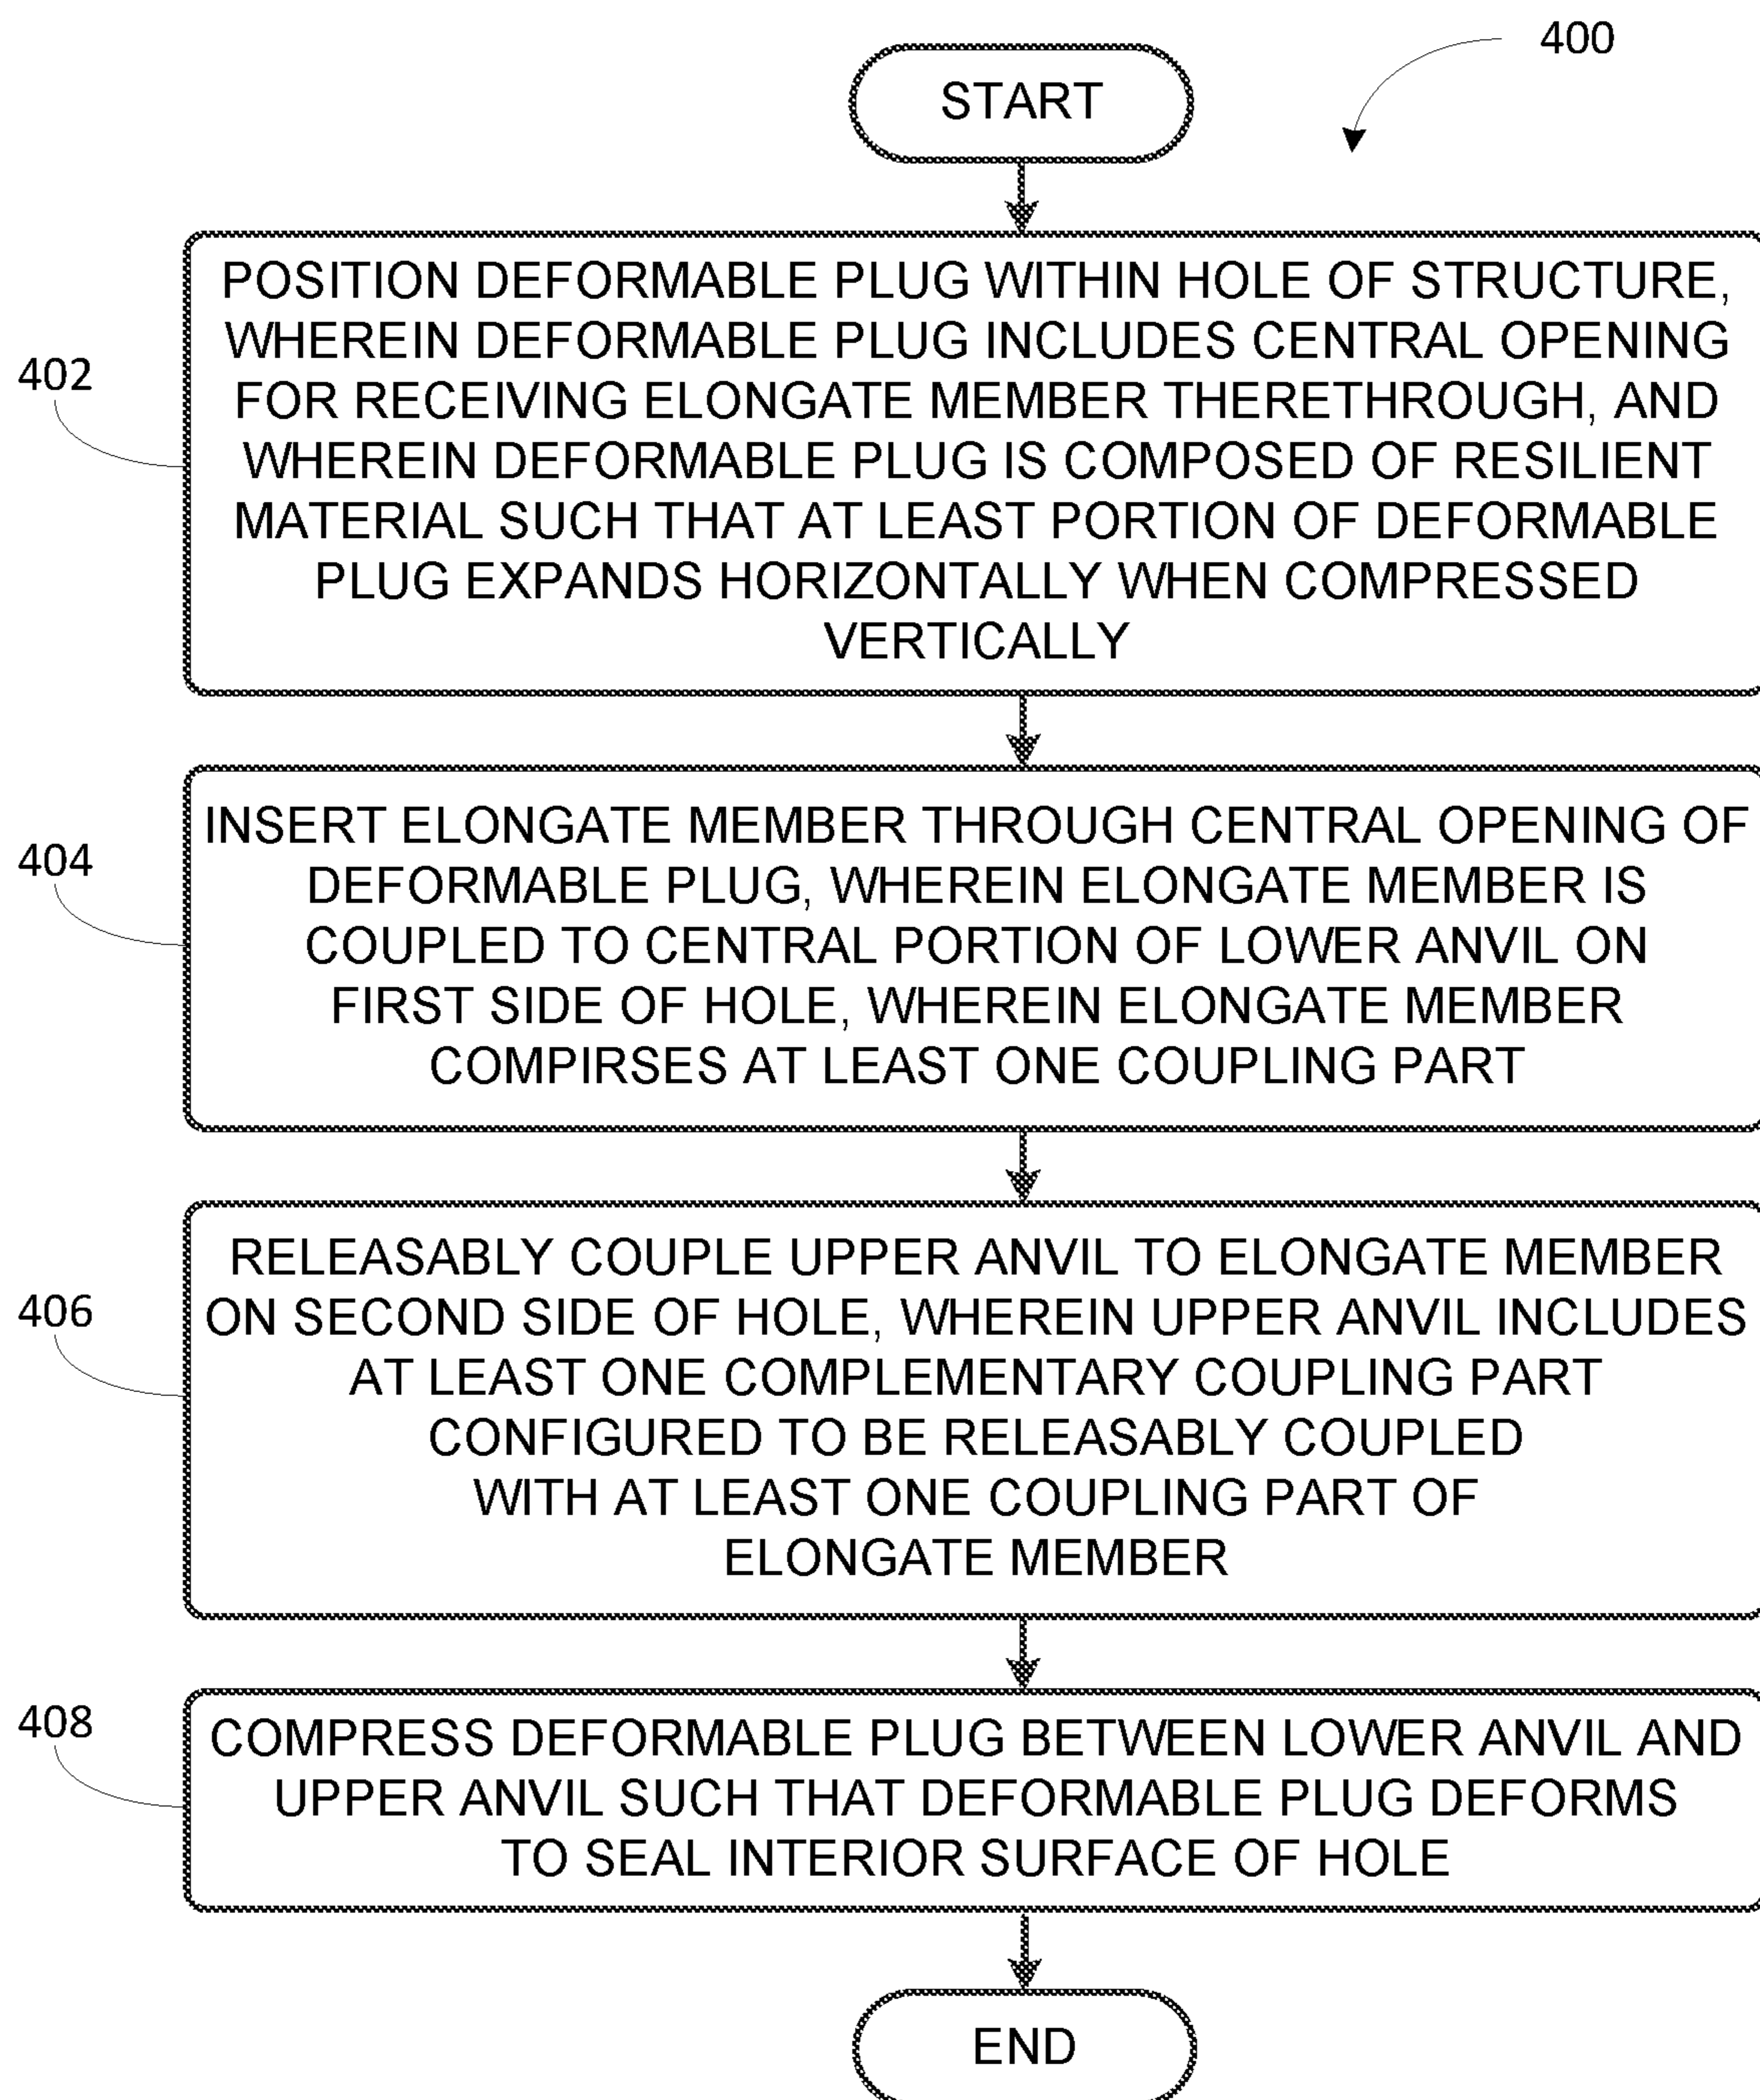 400
START
402
POSITION DEFORMABLE PLUG WITHIN HOLE OF STRUCTURE,
WHEREIN DEFORMABLE PLUG INCLUDES CENTRAL OPENING
FOR RECEIVING ELONGATE MEMBER THERETHROUGH, AND
WHEREIN DEFORMABLE PLUG IS COMPOSED OF RESILIENT
MATERIAL SUCH THAT AT LEAST PORTION OF DEFORMABLE
PLUG EXPANDS HORIZONTALLY WHEN COMPRESSED
VERTICALLY
404
INSERT ELONGATE MEMBER THROUGH CENTRAL OPENING OF
DEFORMABLE PLUG, WHEREIN ELONGATE MEMBER IS
COUPLED TO CENTRAL PORTION OF LOWER ANVIL ON
FIRST SIDE OF HOLE, WHEREIN ELONGATE MEMBER
COMPIRSES AT LEAST ONE COUPLING PART
406
RELEASABLY COUPLE UPPER ANVIL TO ELONGATE MEMBER
ON SECOND SIDE OF HOLE, WHEREIN UPPER ANVIL INCLUDES
AT LEAST ONE COMPLEMENTARY COUPLING PART
CONFIGURED TO BE RELEASABLY COUPLED
WITH AT LEAST ONE COUPLING PART OF
ELONGATE MEMBER
408
COMPRESS DEFORMABLE PLUG BETWEEN LOWER ANVIL AND
UPPER ANVIL SUCH THAT DEFORMABLE PLUG DEFORMS
TO SEAL INTERIOR SURFACE OF HOLE
END